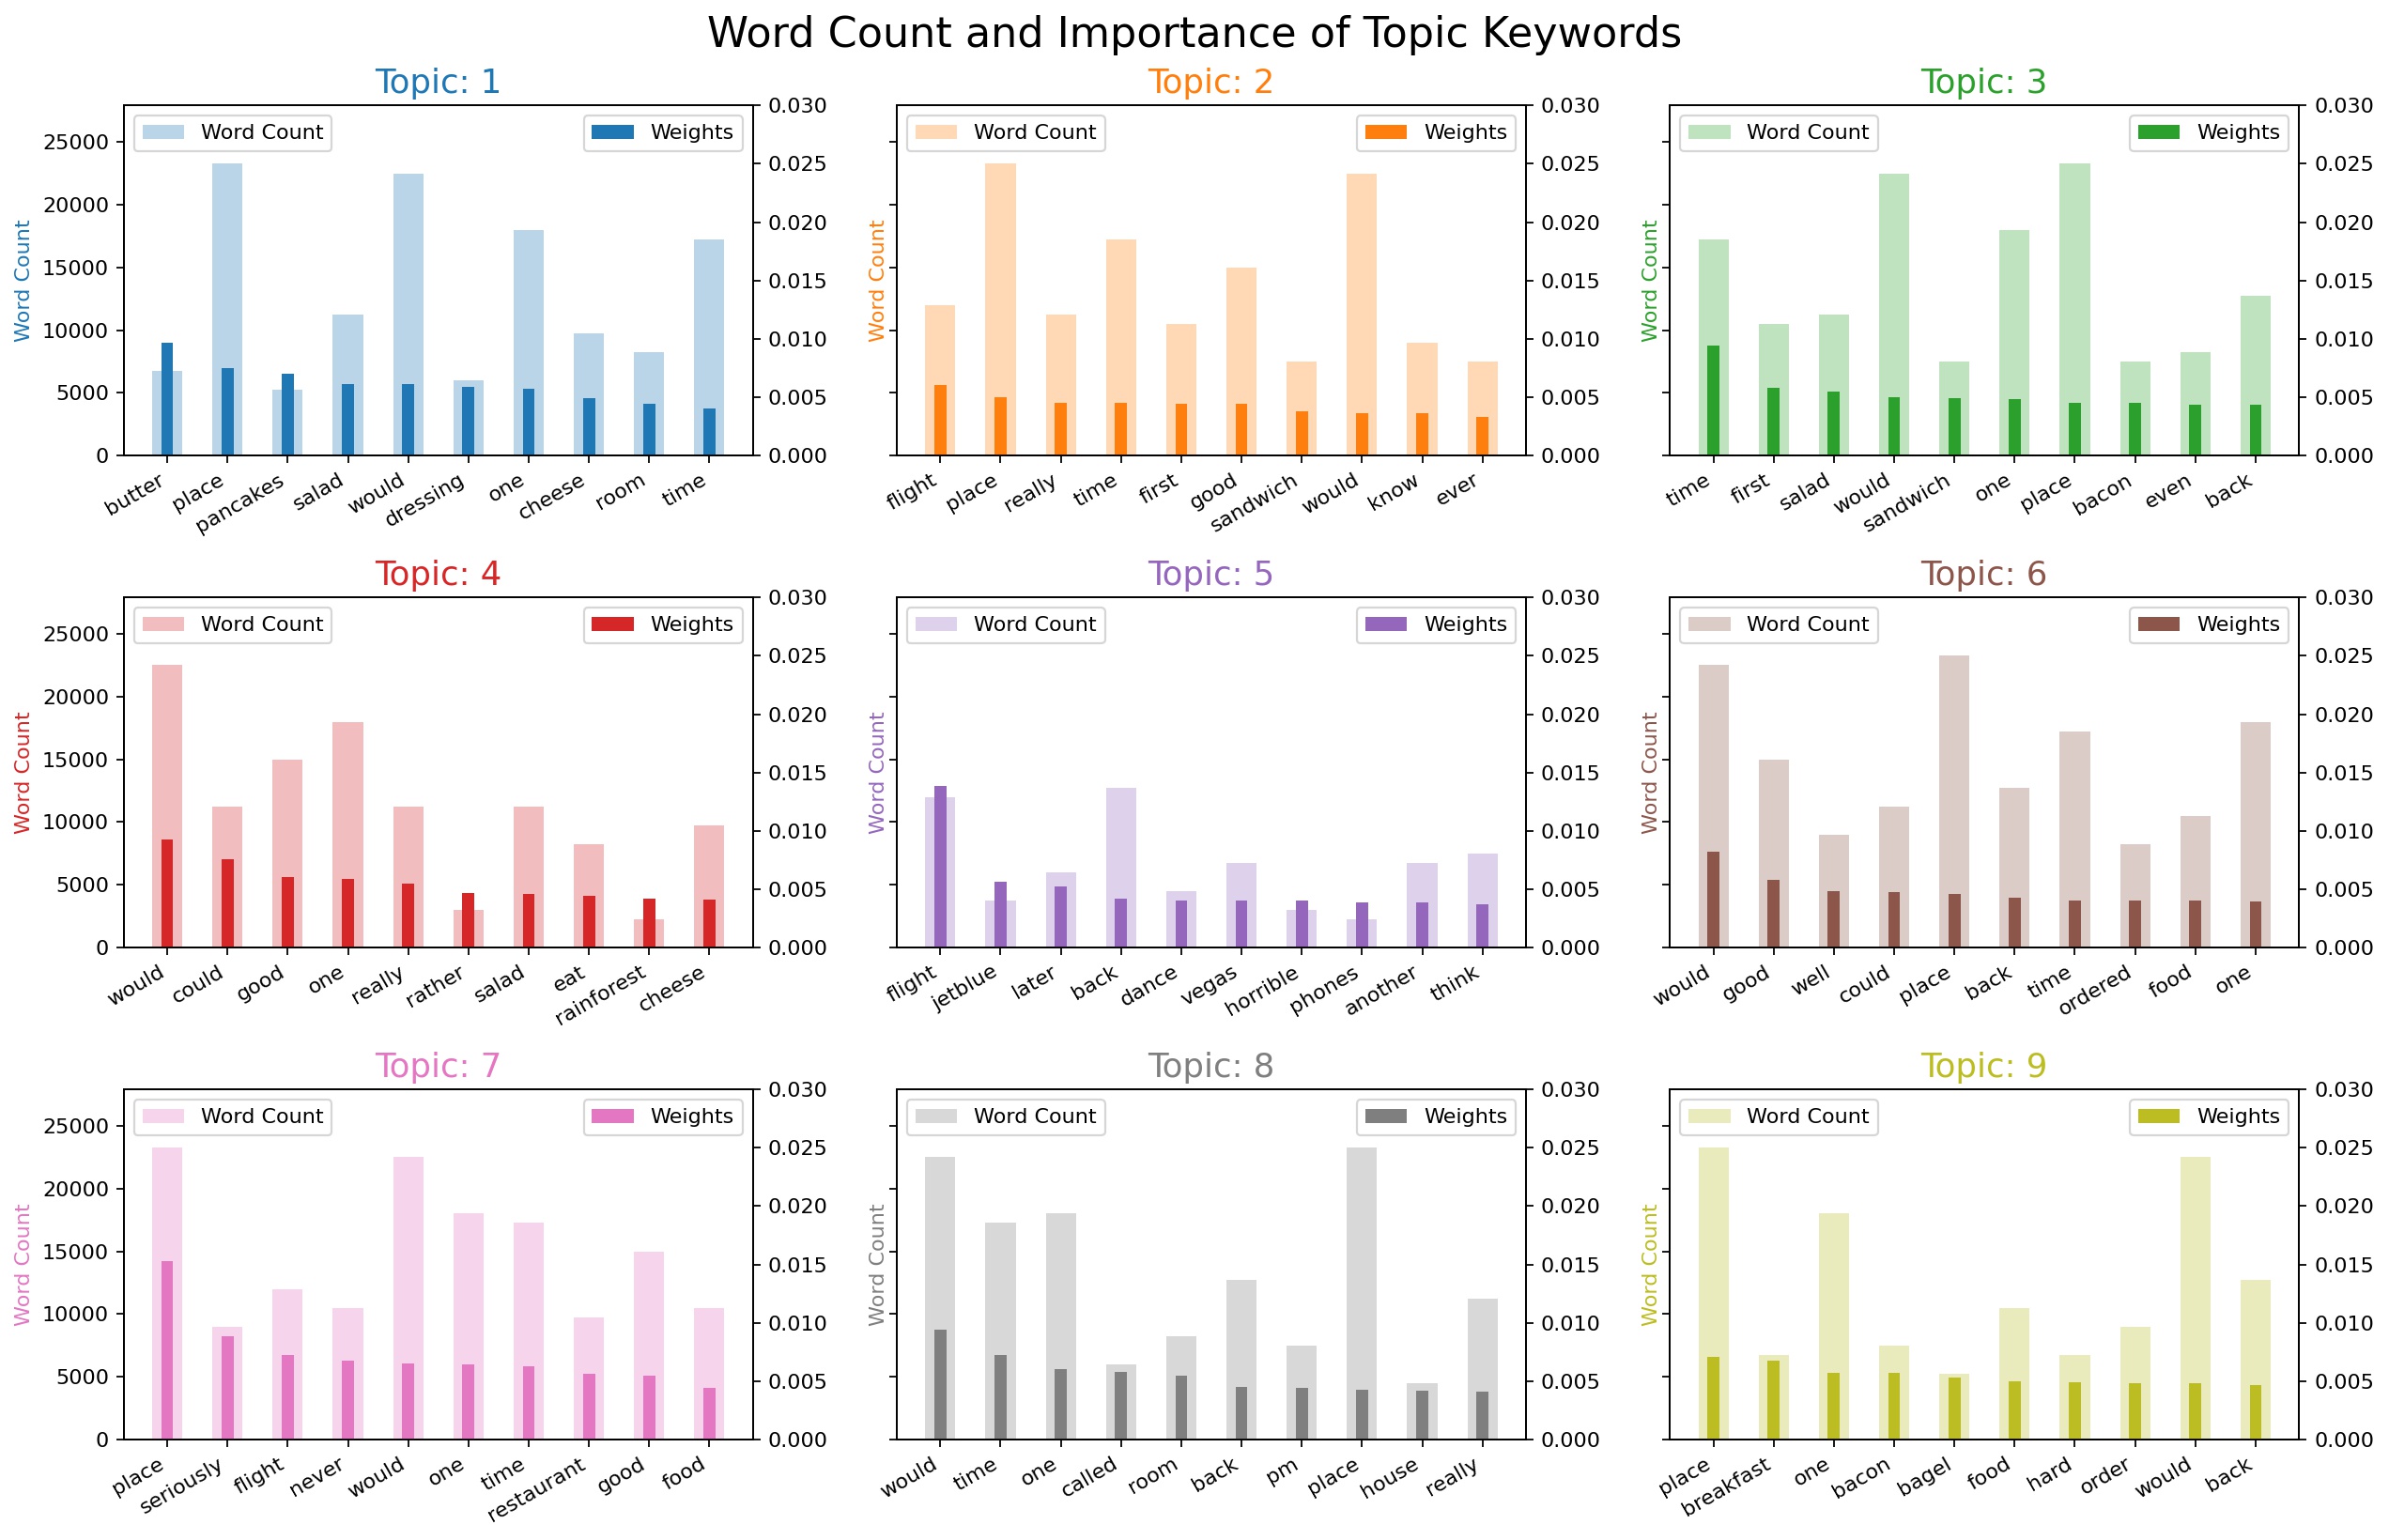 Word Count and Importance of Topic Keywords
Topic: 1
Word Count
Weights
Word Count
25000
20000
15000
10000
5000
0
0.030
0.025
0.020
0.015
0.010
0.005
0.000
butter place pancakes salad would dressing one cheese room time
Topic: 2
Word Count
Weights
Word Count
0.030
0.025
0.020
0.015
0.010
0.005
0.000
flight place really time first good sandwich would know ever
Topic: 3
Word Count
Weights
Word Count
0.030
0.025
0.020
0.015
0.010
0.005
0.000
time first salad would sandwich one place bacon even back
Topic: 4
Word Count
Weights
Word Count
25000
20000
15000
10000
5000
0
0.030
0.025
0.020
0.015
0.010
0.005
0.000
would could good one really rather salad eat rainforest cheese
Topic: 5
Word Count
Weights
Word Count
0.030
0.025
0.020
0.015
0.010
0.005
0.000
flight jetblue later back dance vegas horrible phones another think
Topic: 6
Word Count
Weights
Word Count
0.030
0.025
0.020
0.015
0.010
0.005
0.000
would good well could place back time ordered food one
Topic: 7
Word Count
Weights
Word Count
25000
20000
15000
10000
5000
0
0.030
0.025
0.020
0.015
0.010
0.005
0.000
place seriously flight never would one time restaurant good food
Topic: 8
Word Count
Weights
Word Count
0.030
0.025
0.020
0.015
0.010
0.005
0.000
would time one called room back pm place house really
Topic: 9
Word Count
Weights
Word Count
0.030
0.025
0.020
0.015
0.010
0.005
0.000
place breakfast one bacon bagel food hard order would back